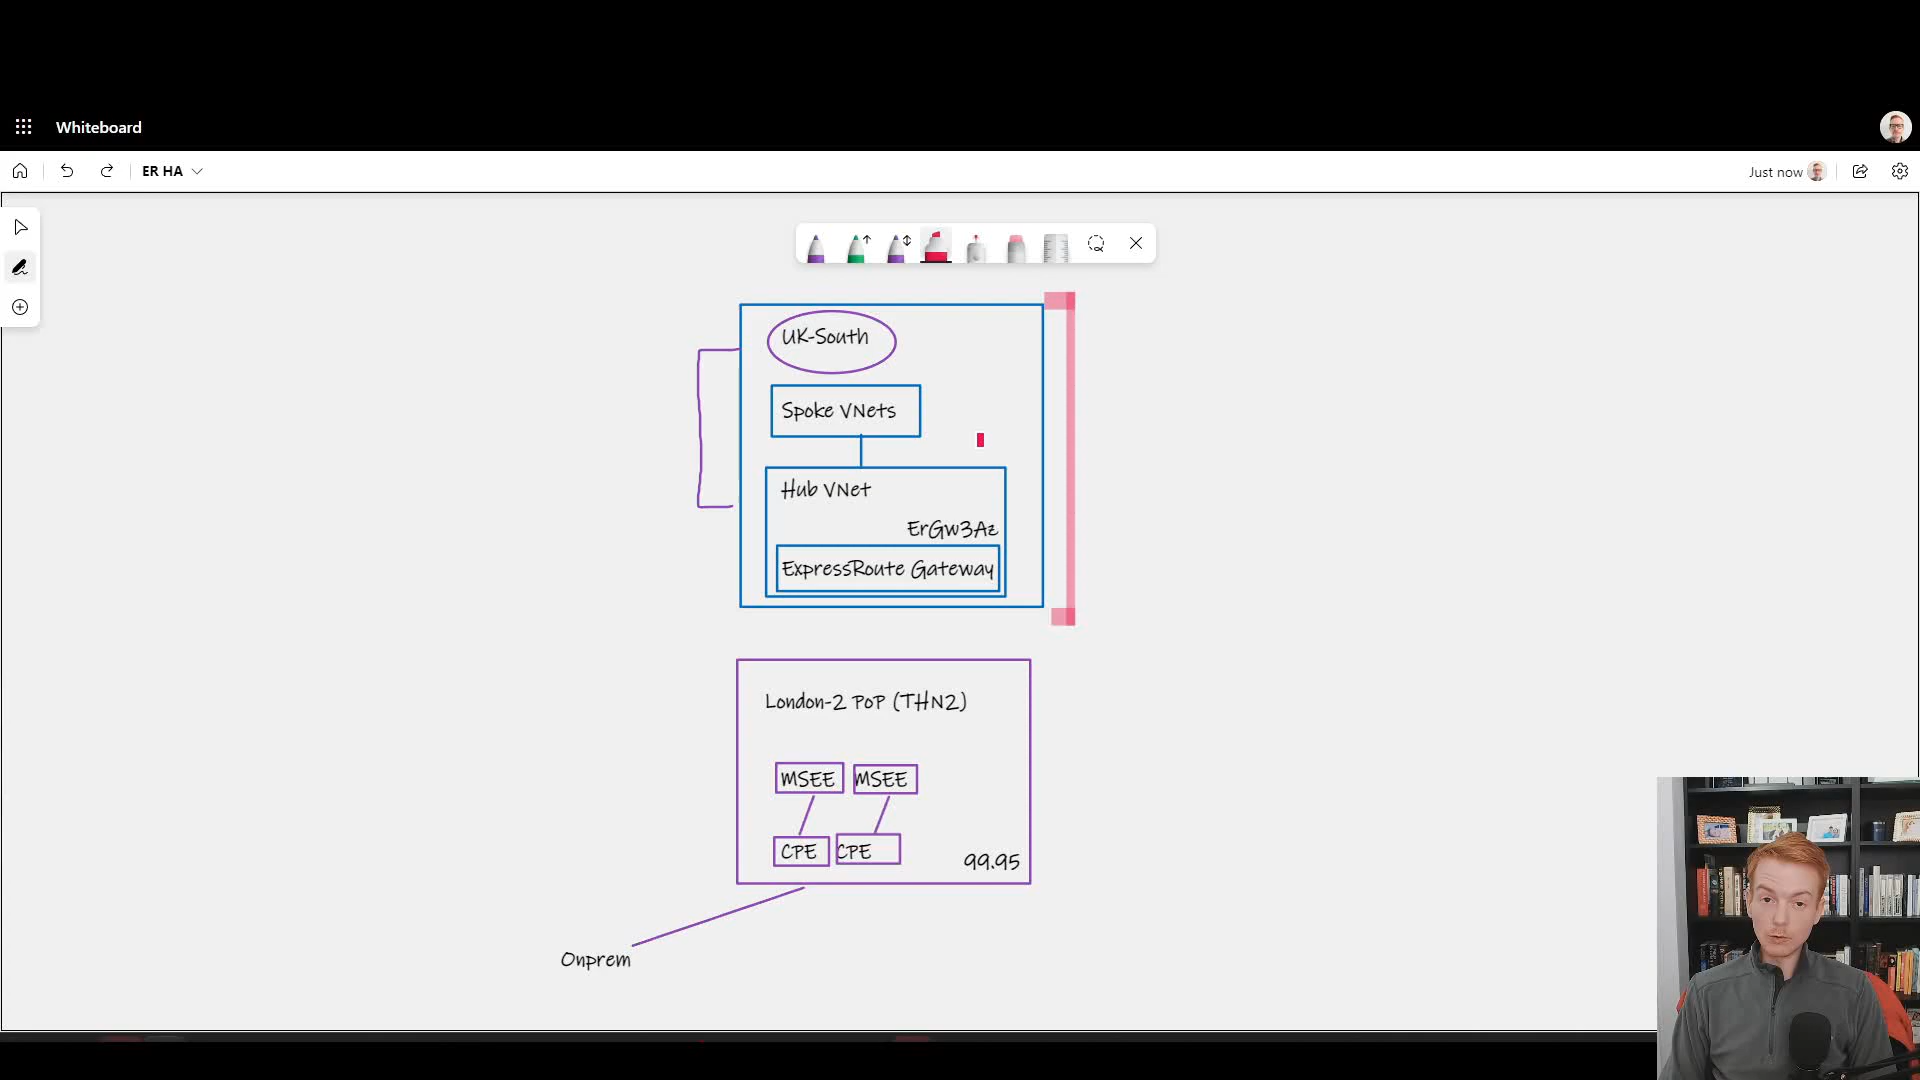 Whiteboard
ER HA
Just now
UK-South
Spoke VNets
Hub VNet
ErGw3Az
ExpressRoute Gateway
London-2 PoP (THN2)
MSEE MSEE
CPE CPE
99.95
Onprem